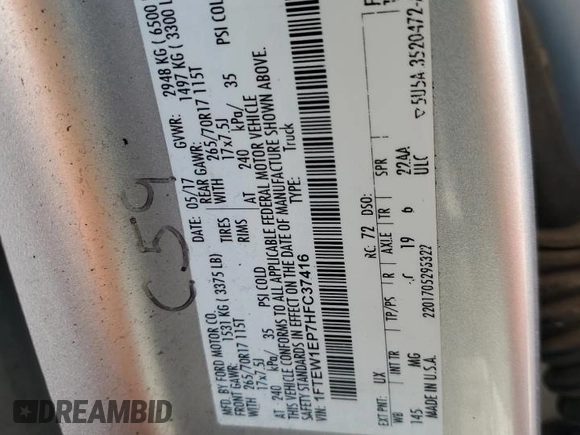 C59
MFD. BY FORD MOTOR CO.
DATE: 05/17 GVWR: 2948 KG ( 6500
FRONT GAWR: 1531 KG ( 3375 LB) REAR GAWR: 1497 KG ( 3300 L
WITH 265/70R17 115T TIRES WITH 265/70R17 115T
17x7.5J RIMS 17x7.5J
AT 240 kPa/ 35 PSI COLD AT 240 kPa/ 35 PSI COL
THIS VEHICLE CONFORMS TO ALL APPLICABLE FEDERAL MOTOR VEHICLE
SAFETY STANDARDS IN EFFECT ON THE DATE OF MANUFACTURE SHOWN ABOVE.
VIN: 1FTEW1EP7HFC37416 TYPE: Truck
EXT PNT: UX RC: 72 DSO:
WB INT TR TP/PS R AXLE TR SPR
145 MG 19 6 22AA
MADE IN U.S.A. 2201705295322 ULC
5U5A 3520472
DREAMBID